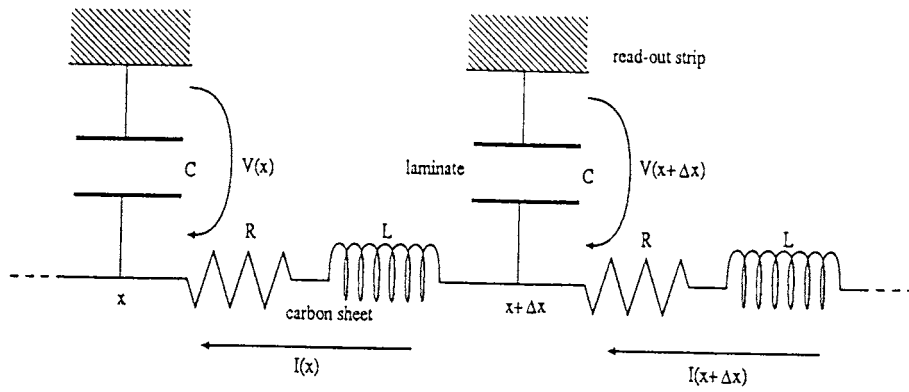 read-out strip
C
V(x)
laminate
C
V(x+Δx)
R
L
R
L
x
carbon sheet
x+Δx
I(x)
I(x+Δx)